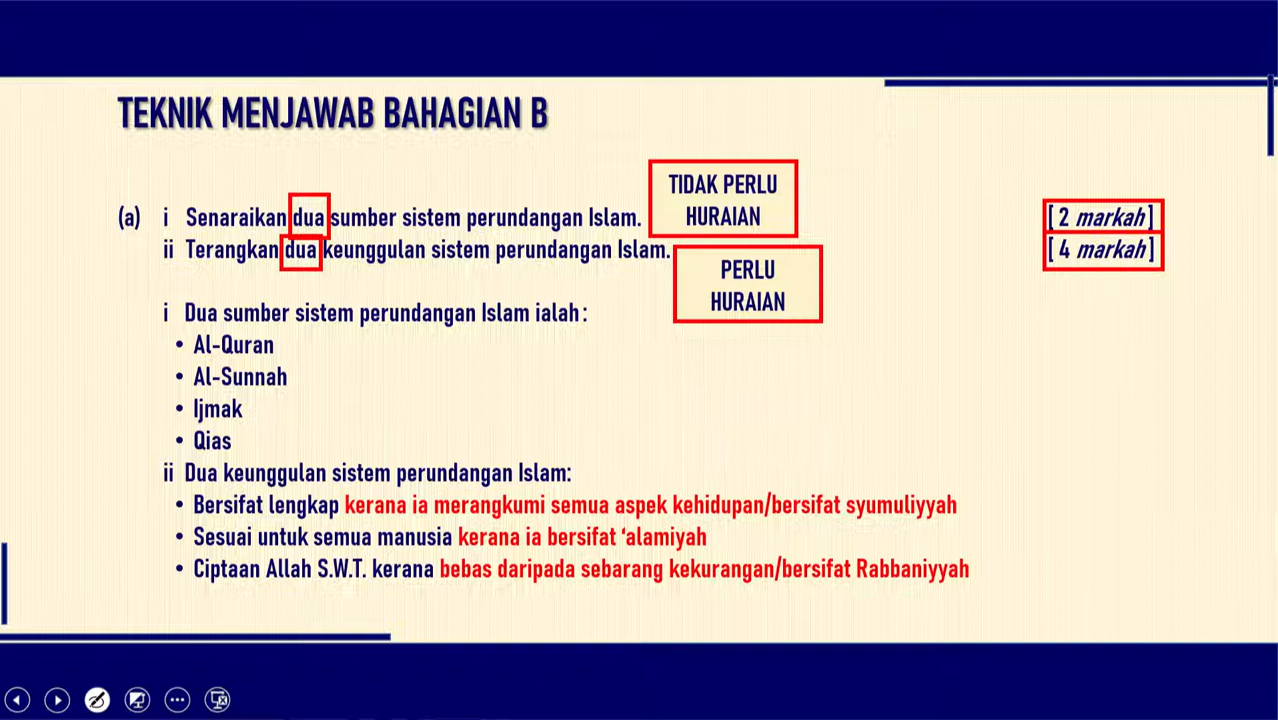 TEKNIK MENJAWAB BAHAGIAN B
TIDAK PERLU
HURAIAN
(a) i Senaraikan dua sumber sistem perundangan Islam. [ 2 markah ]
ii Terangkan dua keunggulan sistem perundangan Islam. [ 4 markah ]
PERLU
HURAIAN
i Dua sumber sistem perundangan Islam ialah:
• Al-Quran
• Al-Sunnah
• Ijmak
• Qias
ii Dua keunggulan sistem perundangan Islam:
• Bersifat lengkap kerana ia merangkumi semua aspek kehidupan/bersifat syumuliyyah
• Sesuai untuk semua manusia kerana ia bersifat ‘alamiyah
• Ciptaan Allah S.W.T. kerana bebas daripada sebarang kekurangan/bersifat Rabbaniyyah